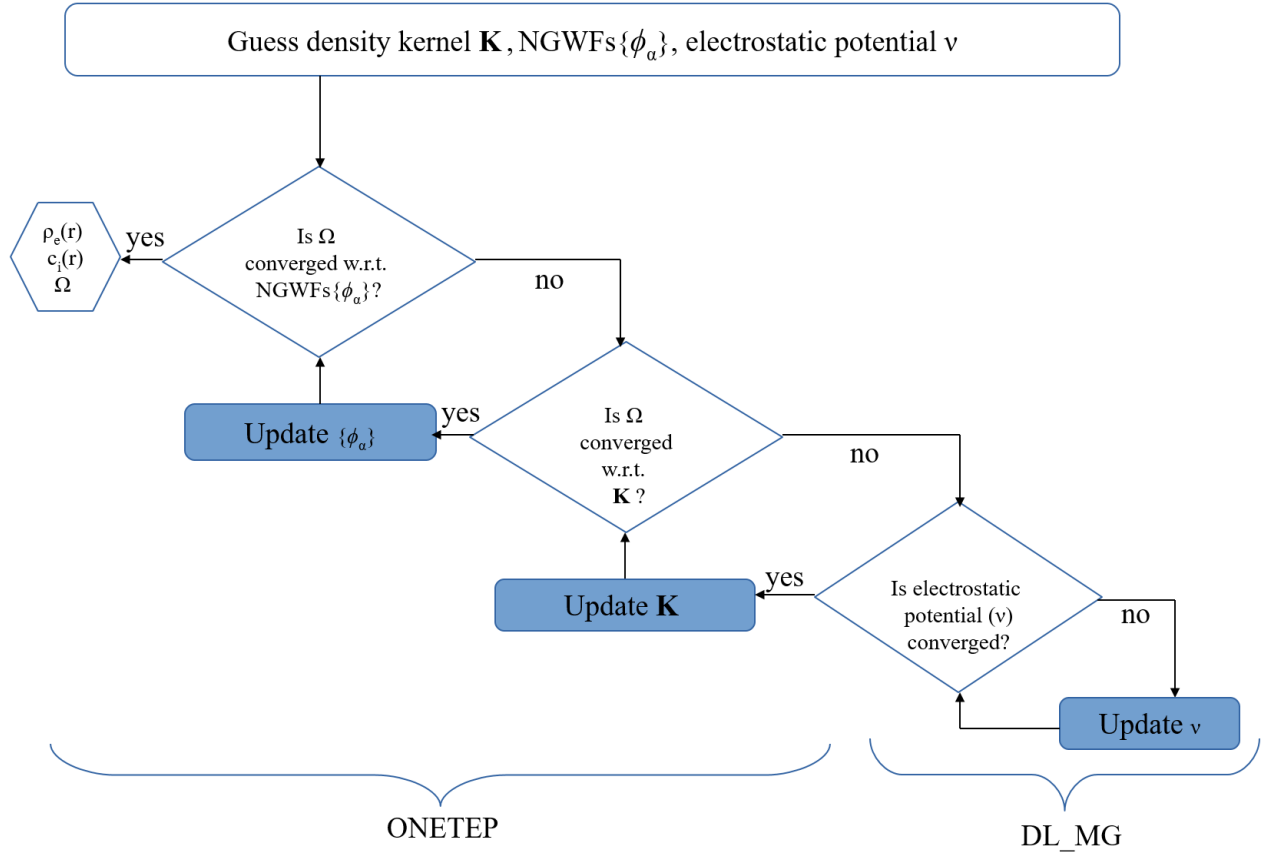 Guess density kernel K , NGWFs{ϕα}, electrostatic potential ν
ρe(r)
ci(r)
Ω
yes
Is Ω
converged w.r.t.
NGWFs{ϕα}?
no
Update {ϕα}
yes
Is Ω
converged
w.r.t.
K ?
no
Update K
yes
Is electrostatic
potential (ν)
converged?
no
Update ν
ONETEP
DL_MG